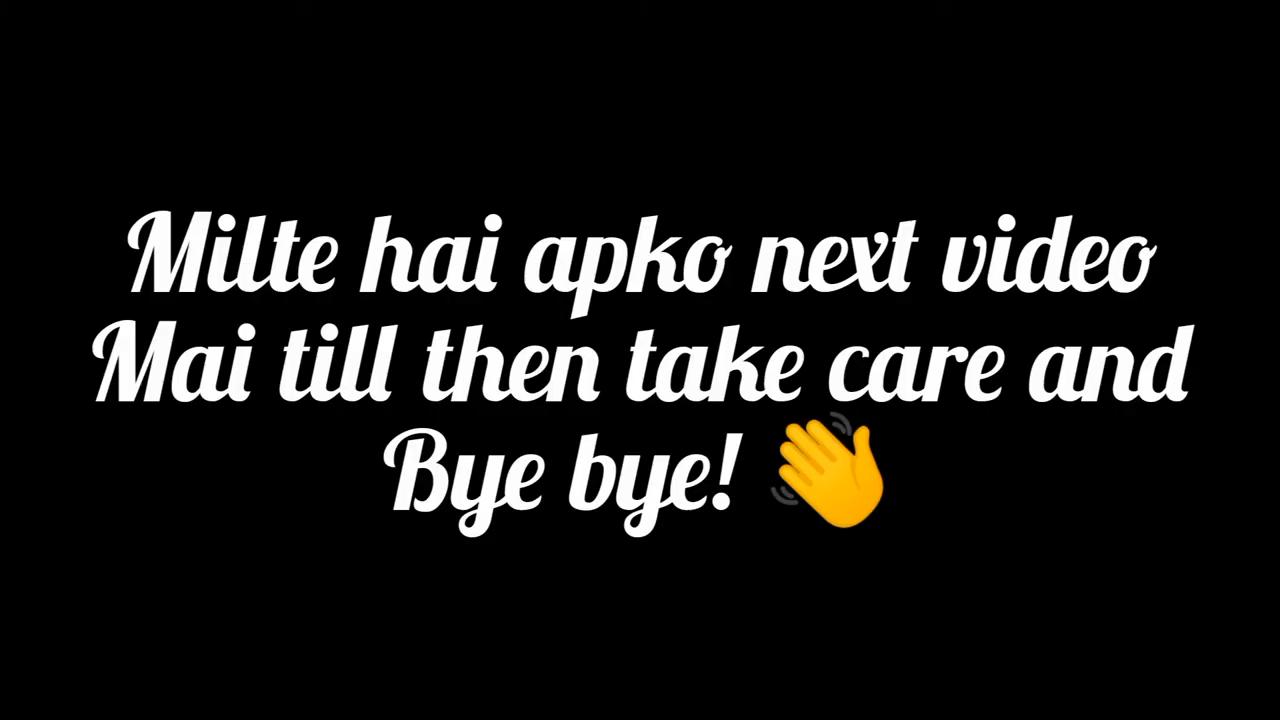 Milte hai apko next video
Mai till then take care and
Bye bye! 👋